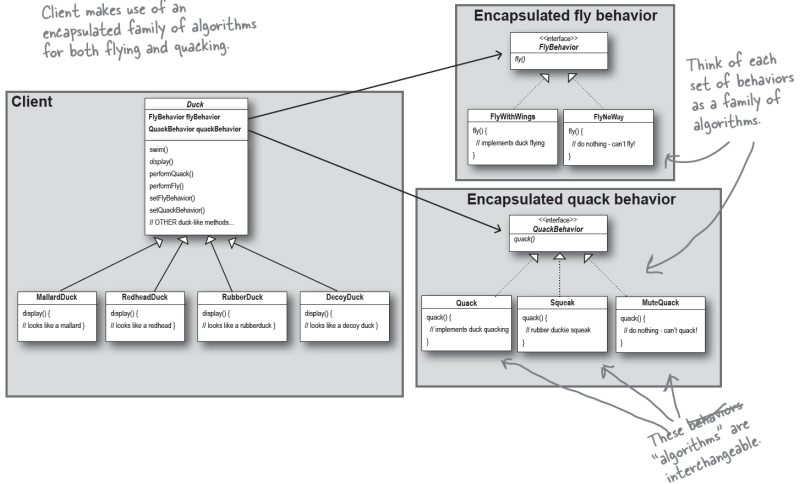 Client makes use of an
encapsulated family of algorithms
for both flying and quacking.
Client
Duck
FlyBehavior flyBehavior
QuackBehavior quackBehavior
swim()
display()
performQuack()
performFly()
setFlyBehavior()
setQuackBehavior()
// OTHER duck-like methods...
MallardDuck
display() {
// looks like a mallard }
RedheadDuck
display() {
// looks like a redhead }
RubberDuck
display() {
// looks like a rubberduck }
DecoyDuck
display() {
// looks like a decoy duck }
Encapsulated fly behavior
<<interface>>
FlyBehavior
fly()
FlyWithWings
fly() {
// implements duck flying
}
FlyNoWay
fly() {
// do nothing - can't fly!
}
Think of each
set of behaviors
as a family of
algorithms.
Encapsulated quack behavior
<<interface>>
QuackBehavior
quack()
Quack
quack() {
// implements duck quacking
}
Squeak
quack() {
// rubber duckie squeak
}
MuteQuack
quack() {
// do nothing - can't quack!
}
These behaviors
"algorithms" are
interchangeable.